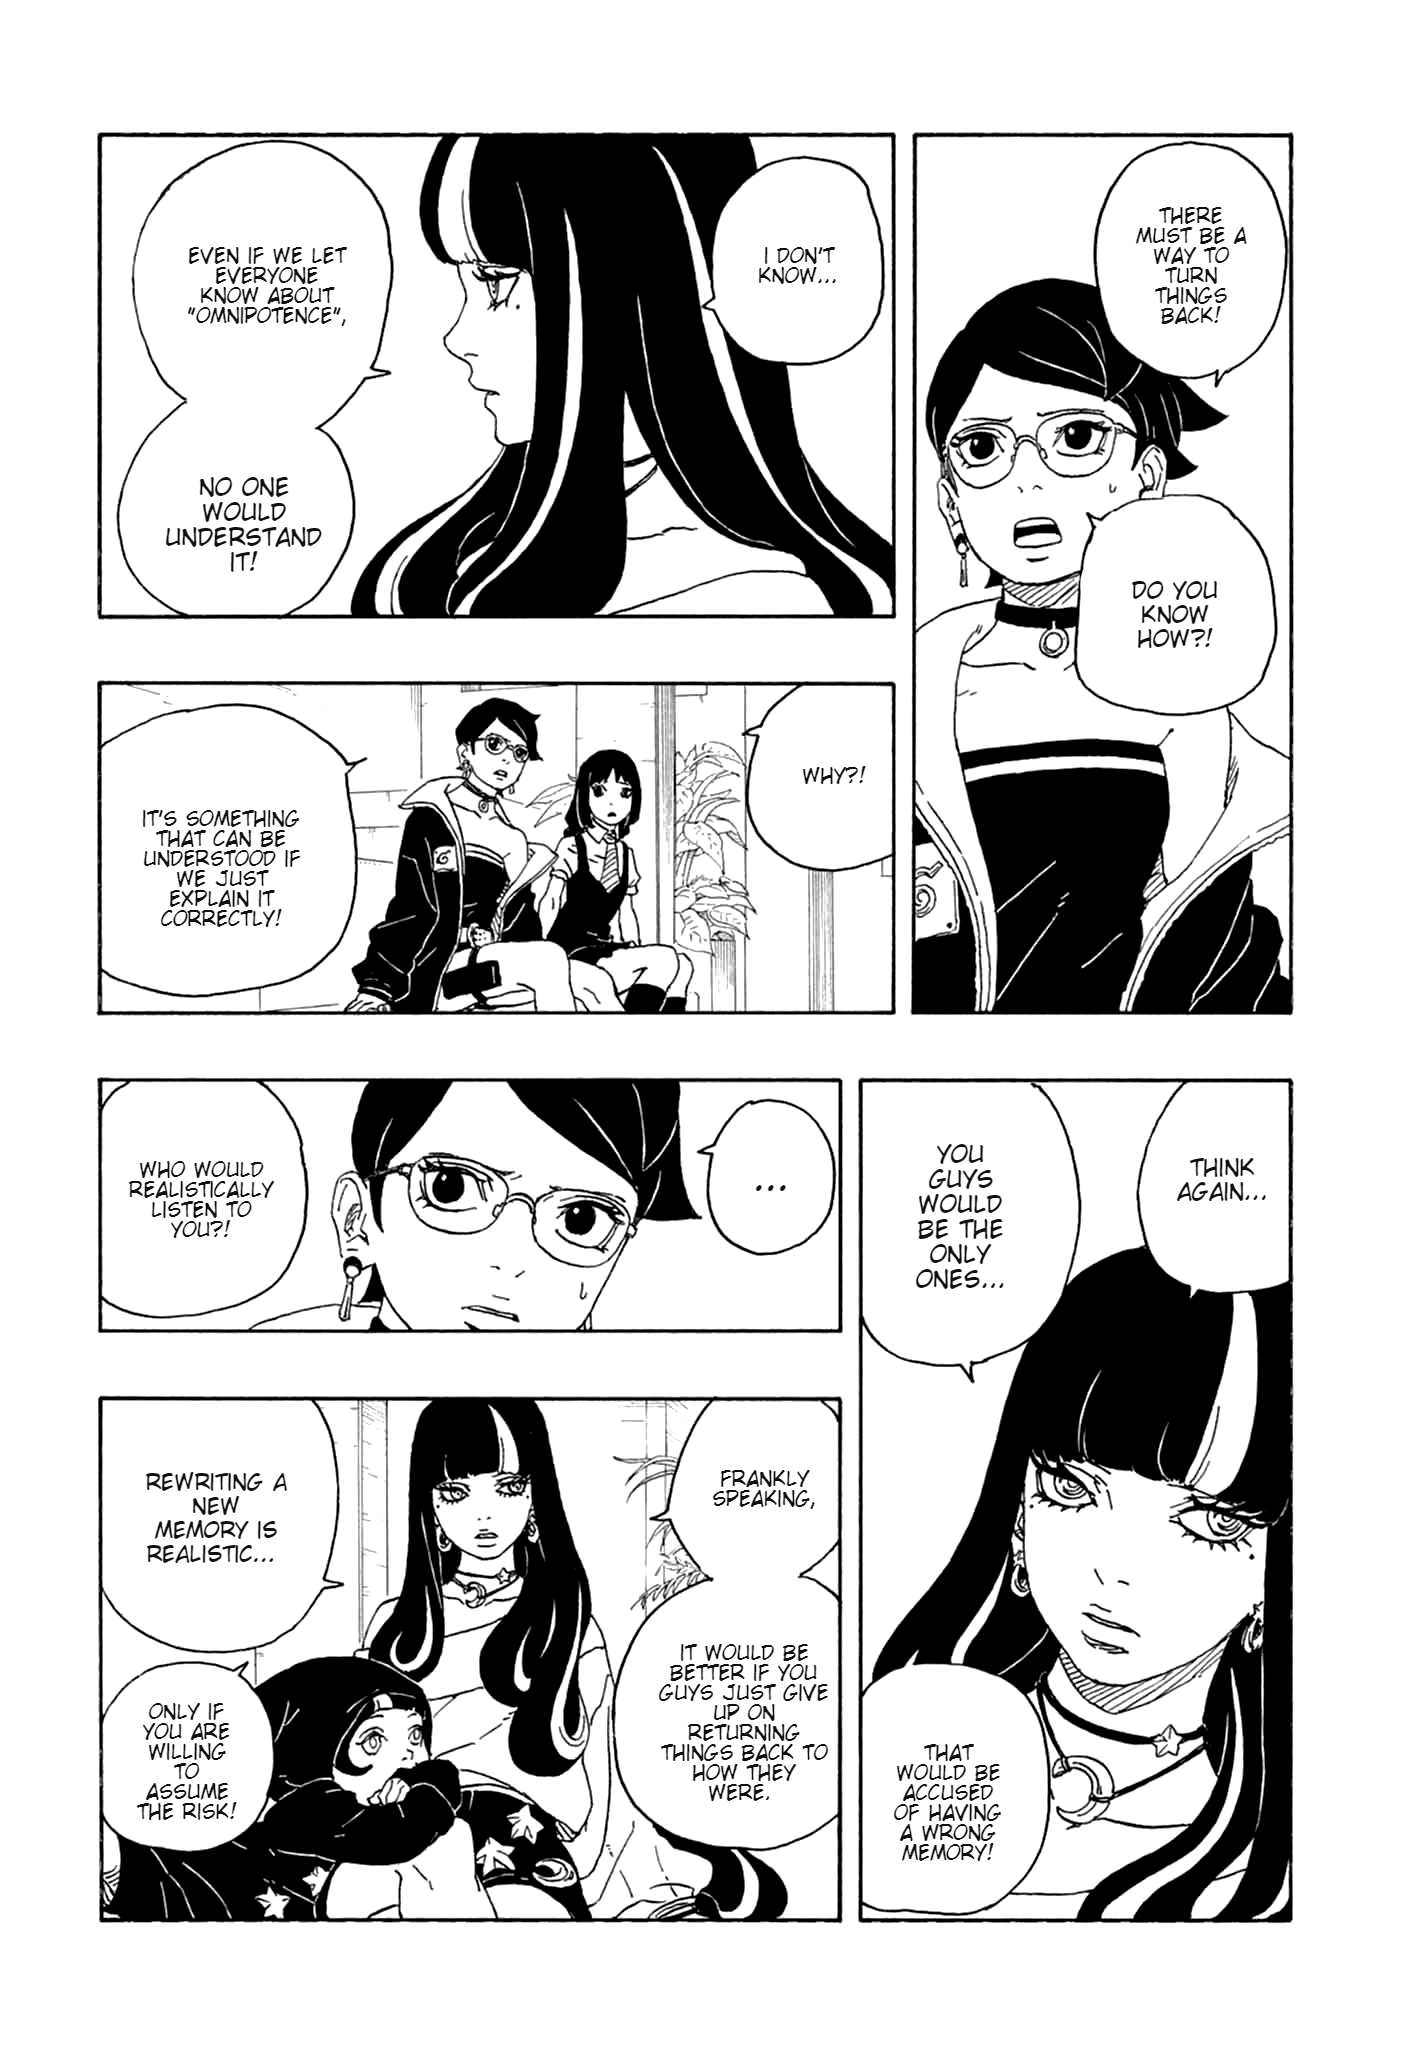 THERE
MUST BE A
WAY TO
TURN
THINGS
BACK!
DO YOU
KNOW
HOW?!
I DON'T
KNOW...
EVEN IF WE LET
EVERYONE
KNOW ABOUT
"OMNIPOTENCE",
NO ONE
WOULD
UNDERSTAND
IT!
WHY?!
IT'S SOMETHING
THAT CAN BE
UNDERSTOOD IF
WE JUST
EXPLAIN IT
CORRECTLY!
THINK
AGAIN...
YOU
GUYS
WOULD
BE THE
ONLY
ONES...
THAT
WOULD BE
ACCUSED
OF HAVING
A WRONG
MEMORY!
...
WHO WOULD
REALISTICALLY
LISTEN TO
YOU?!
FRANKLY
SPEAKING,
IT WOULD BE
BETTER IF YOU
GUYS JUST GIVE
UP ON
RETURNING
THINGS BACK TO
HOW THEY
WERE.
REWRITING A
NEW
MEMORY IS
REALISTIC...
ONLY IF
YOU ARE
WILLING
TO
ASSUME
THE RISK!